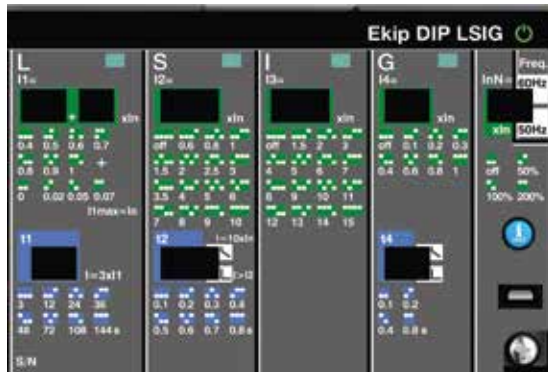 Ekip DIP LSIG
L
I1=
xIn
0.4 0.5 0.6 0.7
0.8 0.9 1 +
0 0.02 0.05 0.07
I1max=In
t1
I=3xI1
3 12 24 36
48 72 108 144 s
S/N
S
I2=
xIn
off 0.6 0.8 1
1.5 2 2.5 3
3.5 4 5 6
7 8 9 10
t2
I=10xIn
I>I2
0.1 0.2 0.3 0.4
0.5 0.6 0.7 0.8 s
I
I3=
xIn
off 1.5 2 3
4 5 6 7
8 9 10 11
12 13 14 15
G
I4=
xIn
off 0.1 0.2 0.3
0.4 0.6 0.8 1
t4
0.1 0.2
0.4 0.8 s
InN=
xIn
Freq.
60Hz
50Hz
off 50%
100% 200%